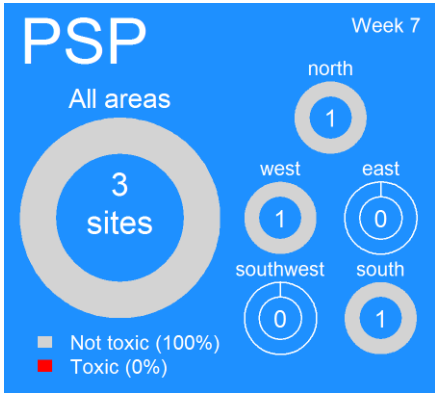 PSP
Week 7
All areas
north
1
3
sites
west
east
1
0
southwest
south
0
1
Not toxic (100%)
Toxic (0%)